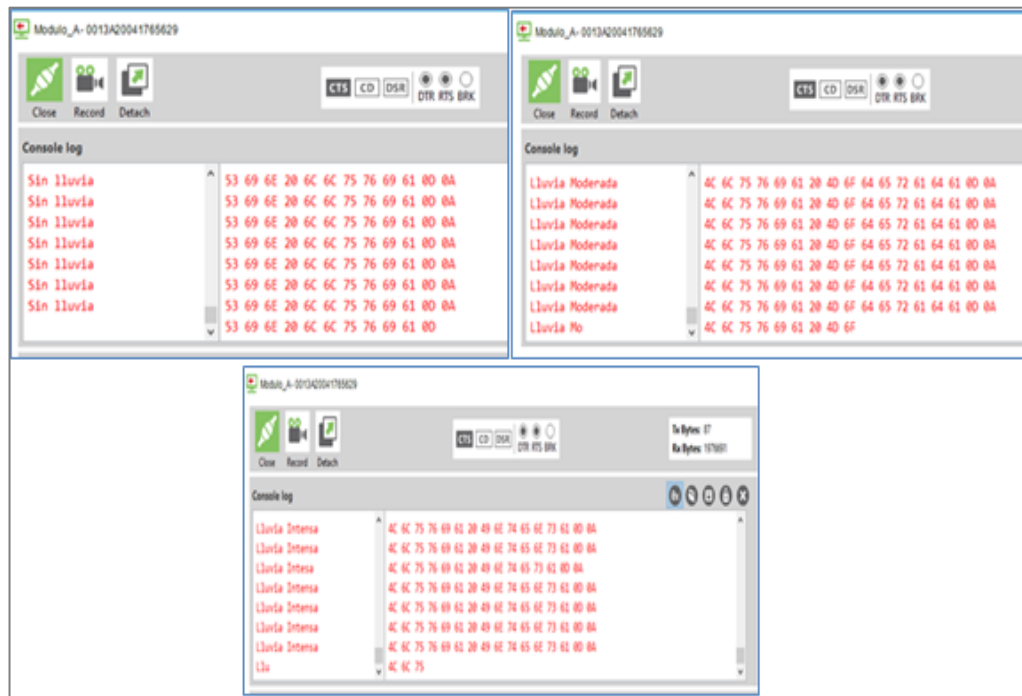 Modulo_A- 0013A20041765629
Close Record Detach
CTS CD DSR DTR RTS BRK
Console log
Sin lluvia 53 69 6E 20 6C 6C 75 76 69 61 0D 0A
Sin lluvia 53 69 6E 20 6C 6C 75 76 69 61 0D 0A
Sin lluvia 53 69 6E 20 6C 6C 75 76 69 61 0D 0A
Sin lluvia 53 69 6E 20 6C 6C 75 76 69 61 0D 0A
Sin lluvia 53 69 6E 20 6C 6C 75 76 69 61 0D 0A
Sin lluvia 53 69 6E 20 6C 6C 75 76 69 61 0D 0A
Sin lluvia 53 69 6E 20 6C 6C 75 76 69 61 0D 0A
53 69 6E 20 6C 6C 75 76 69 61 0D
Modulo_A- 0013A20041765629
Close Record Detach
CTS CD DSR DTR RTS BRK
Console log
Lluvia Moderada 4C 6C 75 76 69 61 20 4D 6F 64 65 72 61 64 61 0D 0A
Lluvia Moderada 4C 6C 75 76 69 61 20 4D 6F 64 65 72 61 64 61 0D 0A
Lluvia Moderada 4C 6C 75 76 69 61 20 4D 6F 64 65 72 61 64 61 0D 0A
Lluvia Moderada 4C 6C 75 76 69 61 20 4D 6F 64 65 72 61 64 61 0D 0A
Lluvia Moderada 4C 6C 75 76 69 61 20 4D 6F 64 65 72 61 64 61 0D 0A
Lluvia Moderada 4C 6C 75 76 69 61 20 4D 6F 64 65 72 61 64 61 0D 0A
Lluvia Moderada 4C 6C 75 76 69 61 20 4D 6F 64 65 72 61 64 61 0D 0A
Lluvia Mo 4C 6C 75 76 69 61 20 4D 6F
Modulo_A- 0013A20041765629
Close Record Detach
CTS CD DSR DTR RTS BRK
Tx Bytes: 87
Rx Bytes: 1976691
Console log
Lluvia Intensa 4C 6C 75 76 69 61 20 49 6E 74 65 6E 73 61 0D 0A
Lluvia Intensa 4C 6C 75 76 69 61 20 49 6E 74 65 6E 73 61 0D 0A
Lluvia Intesa 4C 6C 75 76 69 61 20 49 6E 74 65 73 61 0D 0A
Lluvia Intensa 4C 6C 75 76 69 61 20 49 6E 74 65 6E 73 61 0D 0A
Lluvia Intensa 4C 6C 75 76 69 61 20 49 6E 74 65 6E 73 61 0D 0A
Lluvia Intensa 4C 6C 75 76 69 61 20 49 6E 74 65 6E 73 61 0D 0A
Lluvia Intensa 4C 6C 75 76 69 61 20 49 6E 74 65 6E 73 61 0D 0A
Llu 4C 6C 75